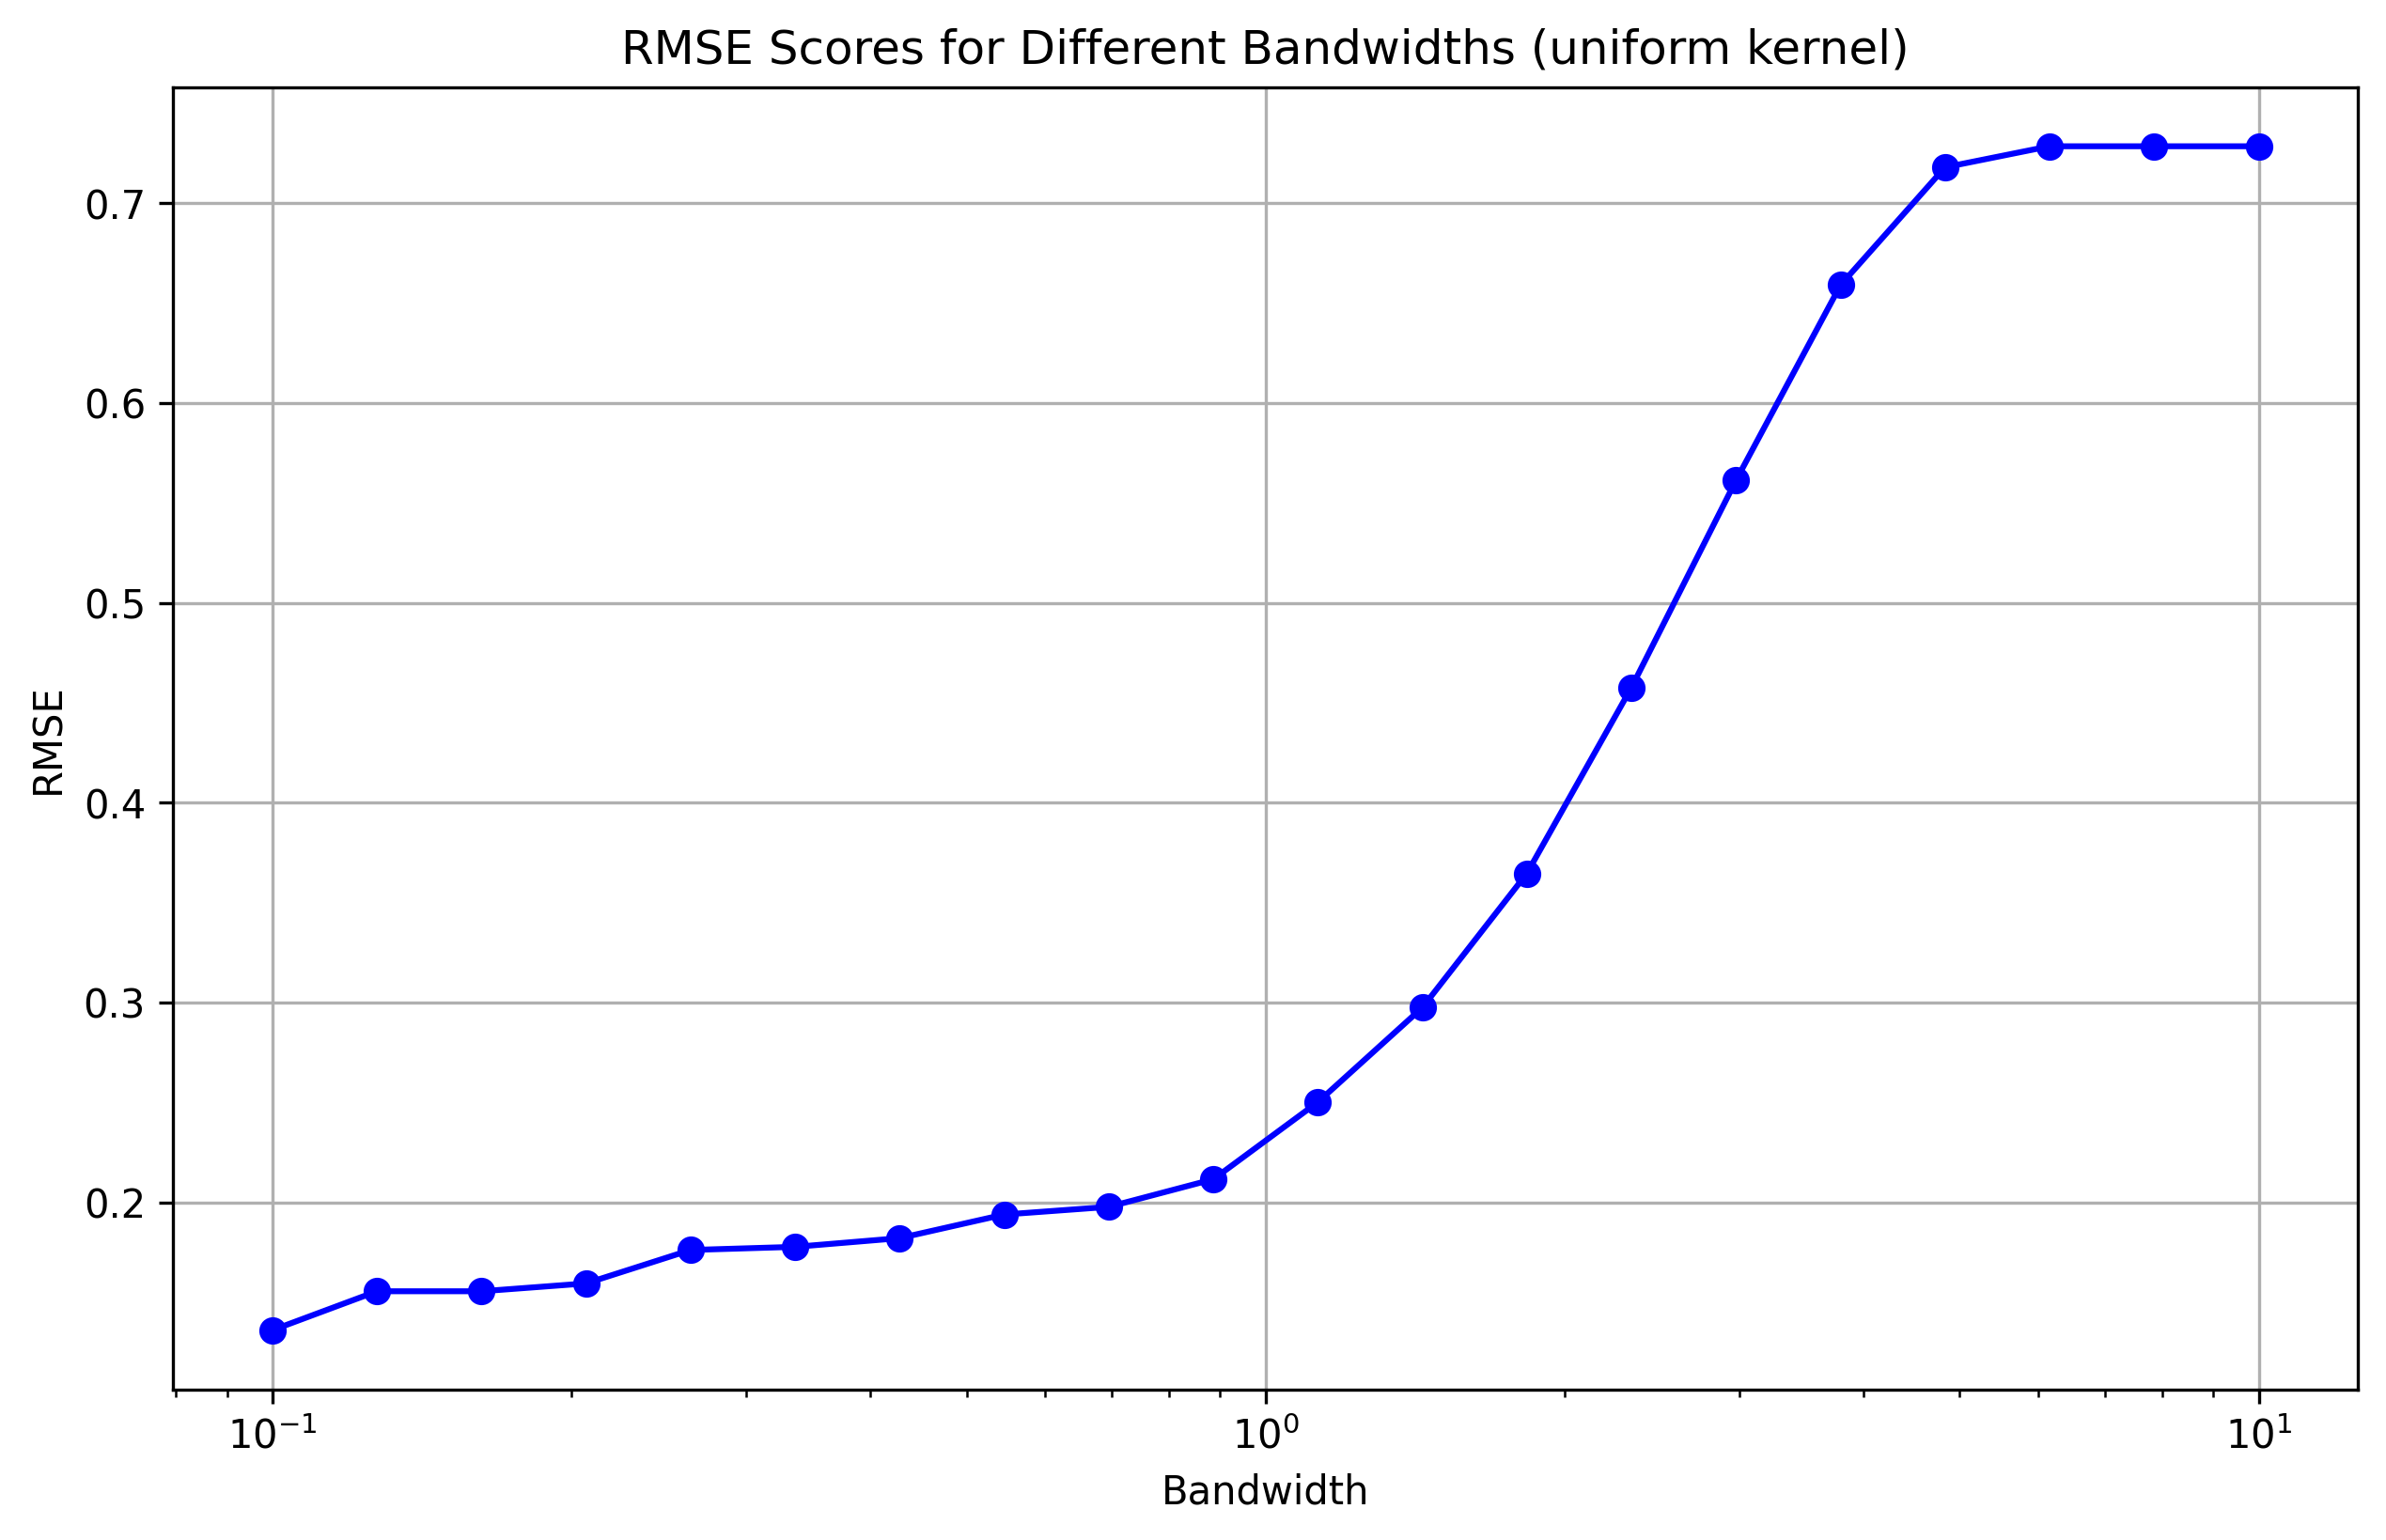 RMSE Scores for Different Bandwidths (uniform kernel)
RMSE
0.7
0.6
0.5
0.4
0.3
0.2
10⁻¹ 10⁰ 10¹
Bandwidth